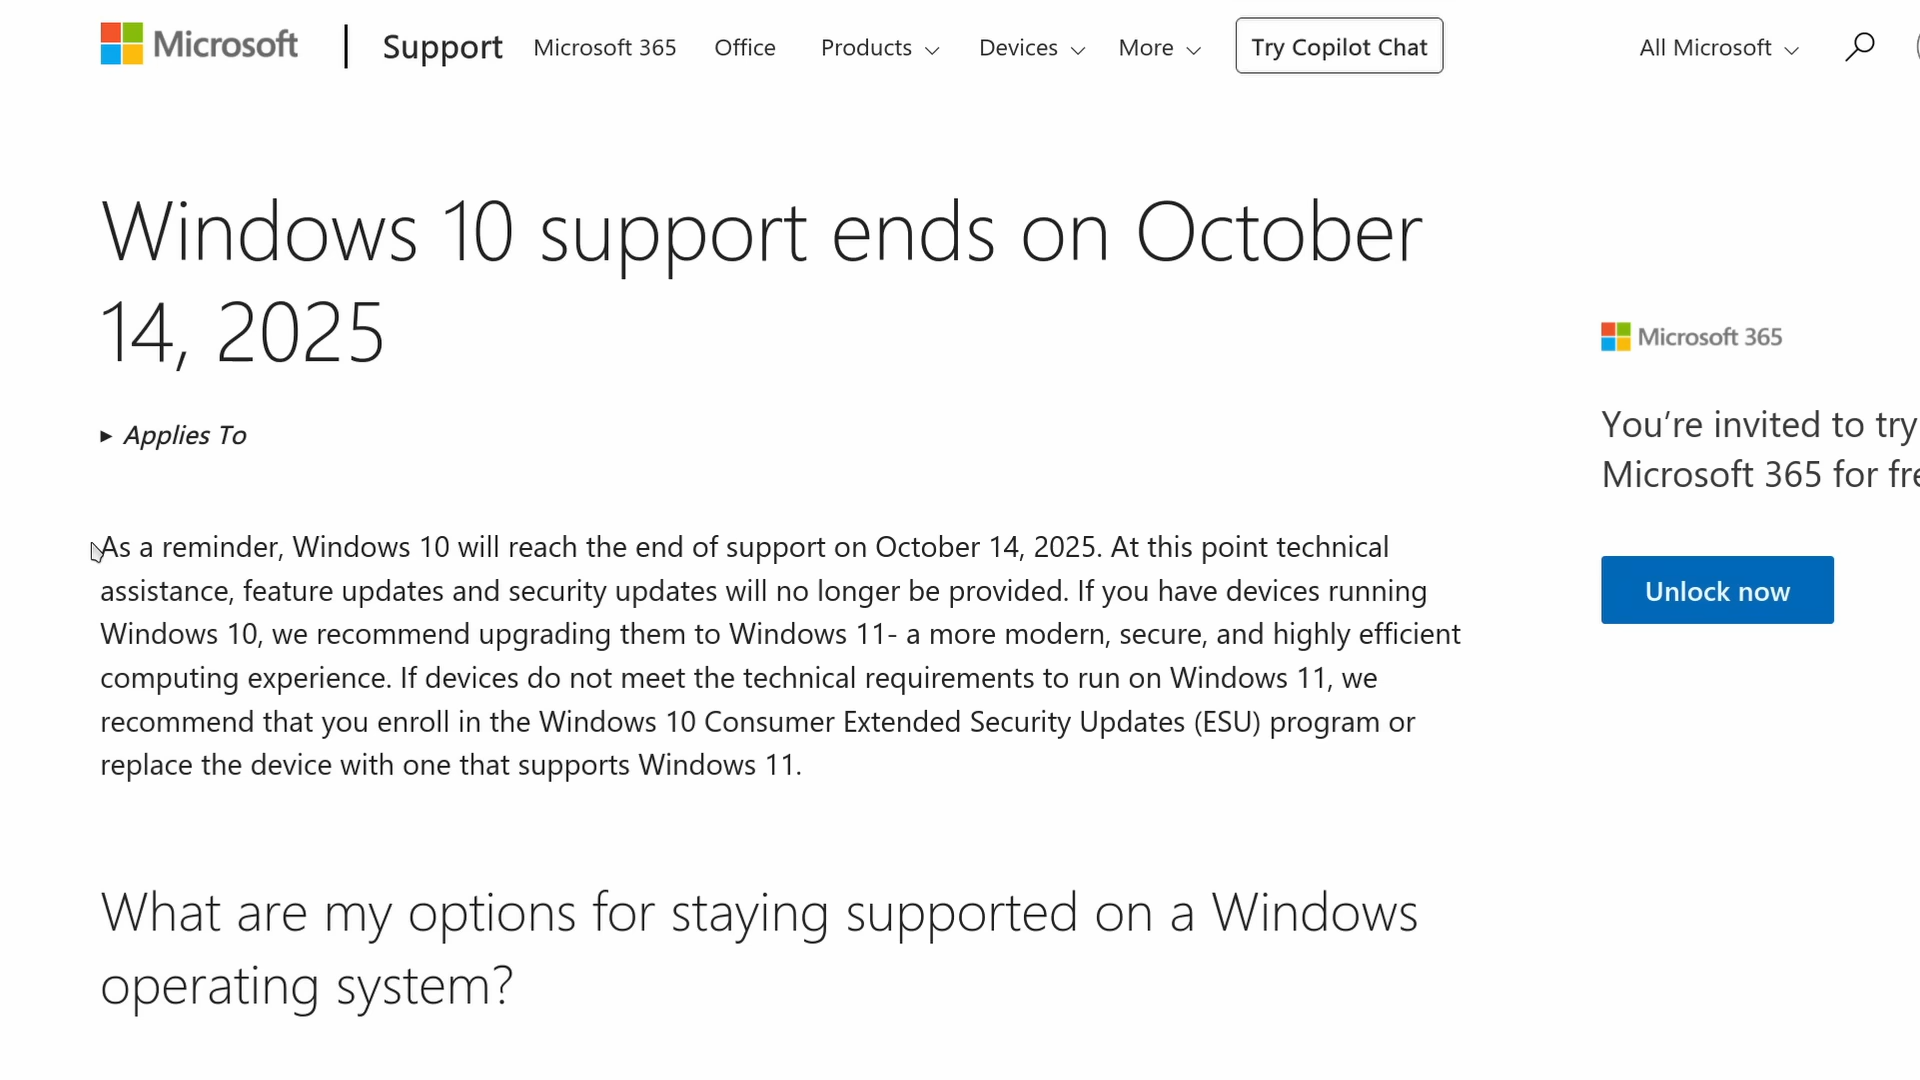 Microsoft | Support Microsoft 365 Office Products Devices More Try Copilot Chat All Microsoft
Windows 10 support ends on October
14, 2025
Applies To
As a reminder, Windows 10 will reach the end of support on October 14, 2025. At this point technical
assistance, feature updates and security updates will no longer be provided. If you have devices running
Windows 10, we recommend upgrading them to Windows 11- a more modern, secure, and highly efficient
computing experience. If devices do not meet the technical requirements to run on Windows 11, we
recommend that you enroll in the Windows 10 Consumer Extended Security Updates (ESU) program or
replace the device with one that supports Windows 11.
What are my options for staying supported on a Windows
operating system?
Microsoft 365
You’re invited to try
Microsoft 365 for
Unlock now